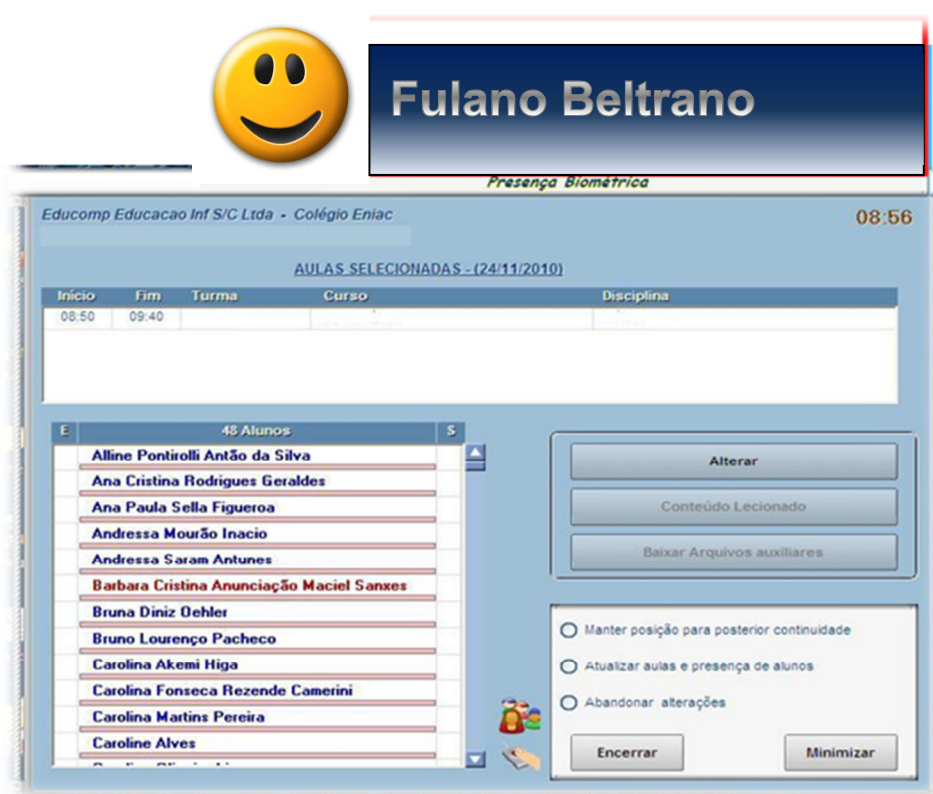 Fulano Beltrano
Presença Biométrica
Educomp Educacao Inf S/C Ltda - Colégio Eniac
08:56
AULAS SELECIONADAS - (24/11/2010)
Início Fim Turma Curso Disciplina
08:50 09:40
E 48 Alunos S
Alline Pontirolli Antão da Silva
Ana Cristina Rodrigues Geraldes
Ana Paula Sella Figueroa
Andressa Mourão Inacio
Andressa Saram Antunes
Barbara Cristina Anunciação Maciel Sanxes
Bruna Diniz Oehler
Bruno Lourenço Pacheco
Carolina Akemi Higa
Carolina Fonseca Rezende Camerini
Carolina Martins Pereira
Caroline Alves
Alterar
Conteúdo Lecionado
Baixar Arquivos auxiliares
Manter posição para posterior continuidade
Atualizar aulas e presença de alunos
Abandonar alterações
Encerrar Minimizar